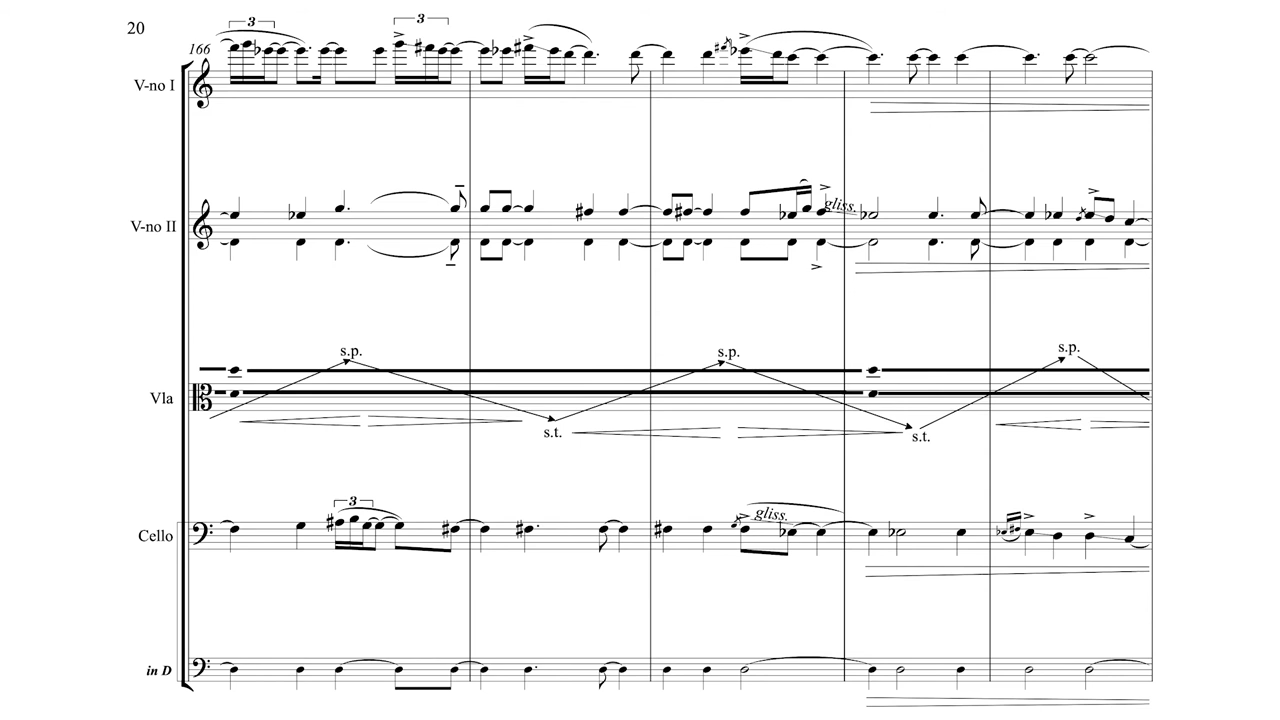 20
166
3
3
V-no I
V-no II
gliss.
s.p.
s.p.
s.p.
Vla
s.t.
s.t.
3
gliss.
Cello
in D